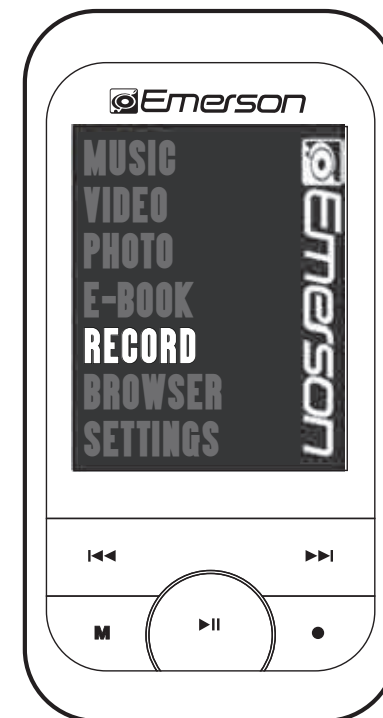 Emerson
MUSIC
VIDEO
PHOTO
E-BOOK
RECORD
BROWSER
SETTINGS
Emerson
M